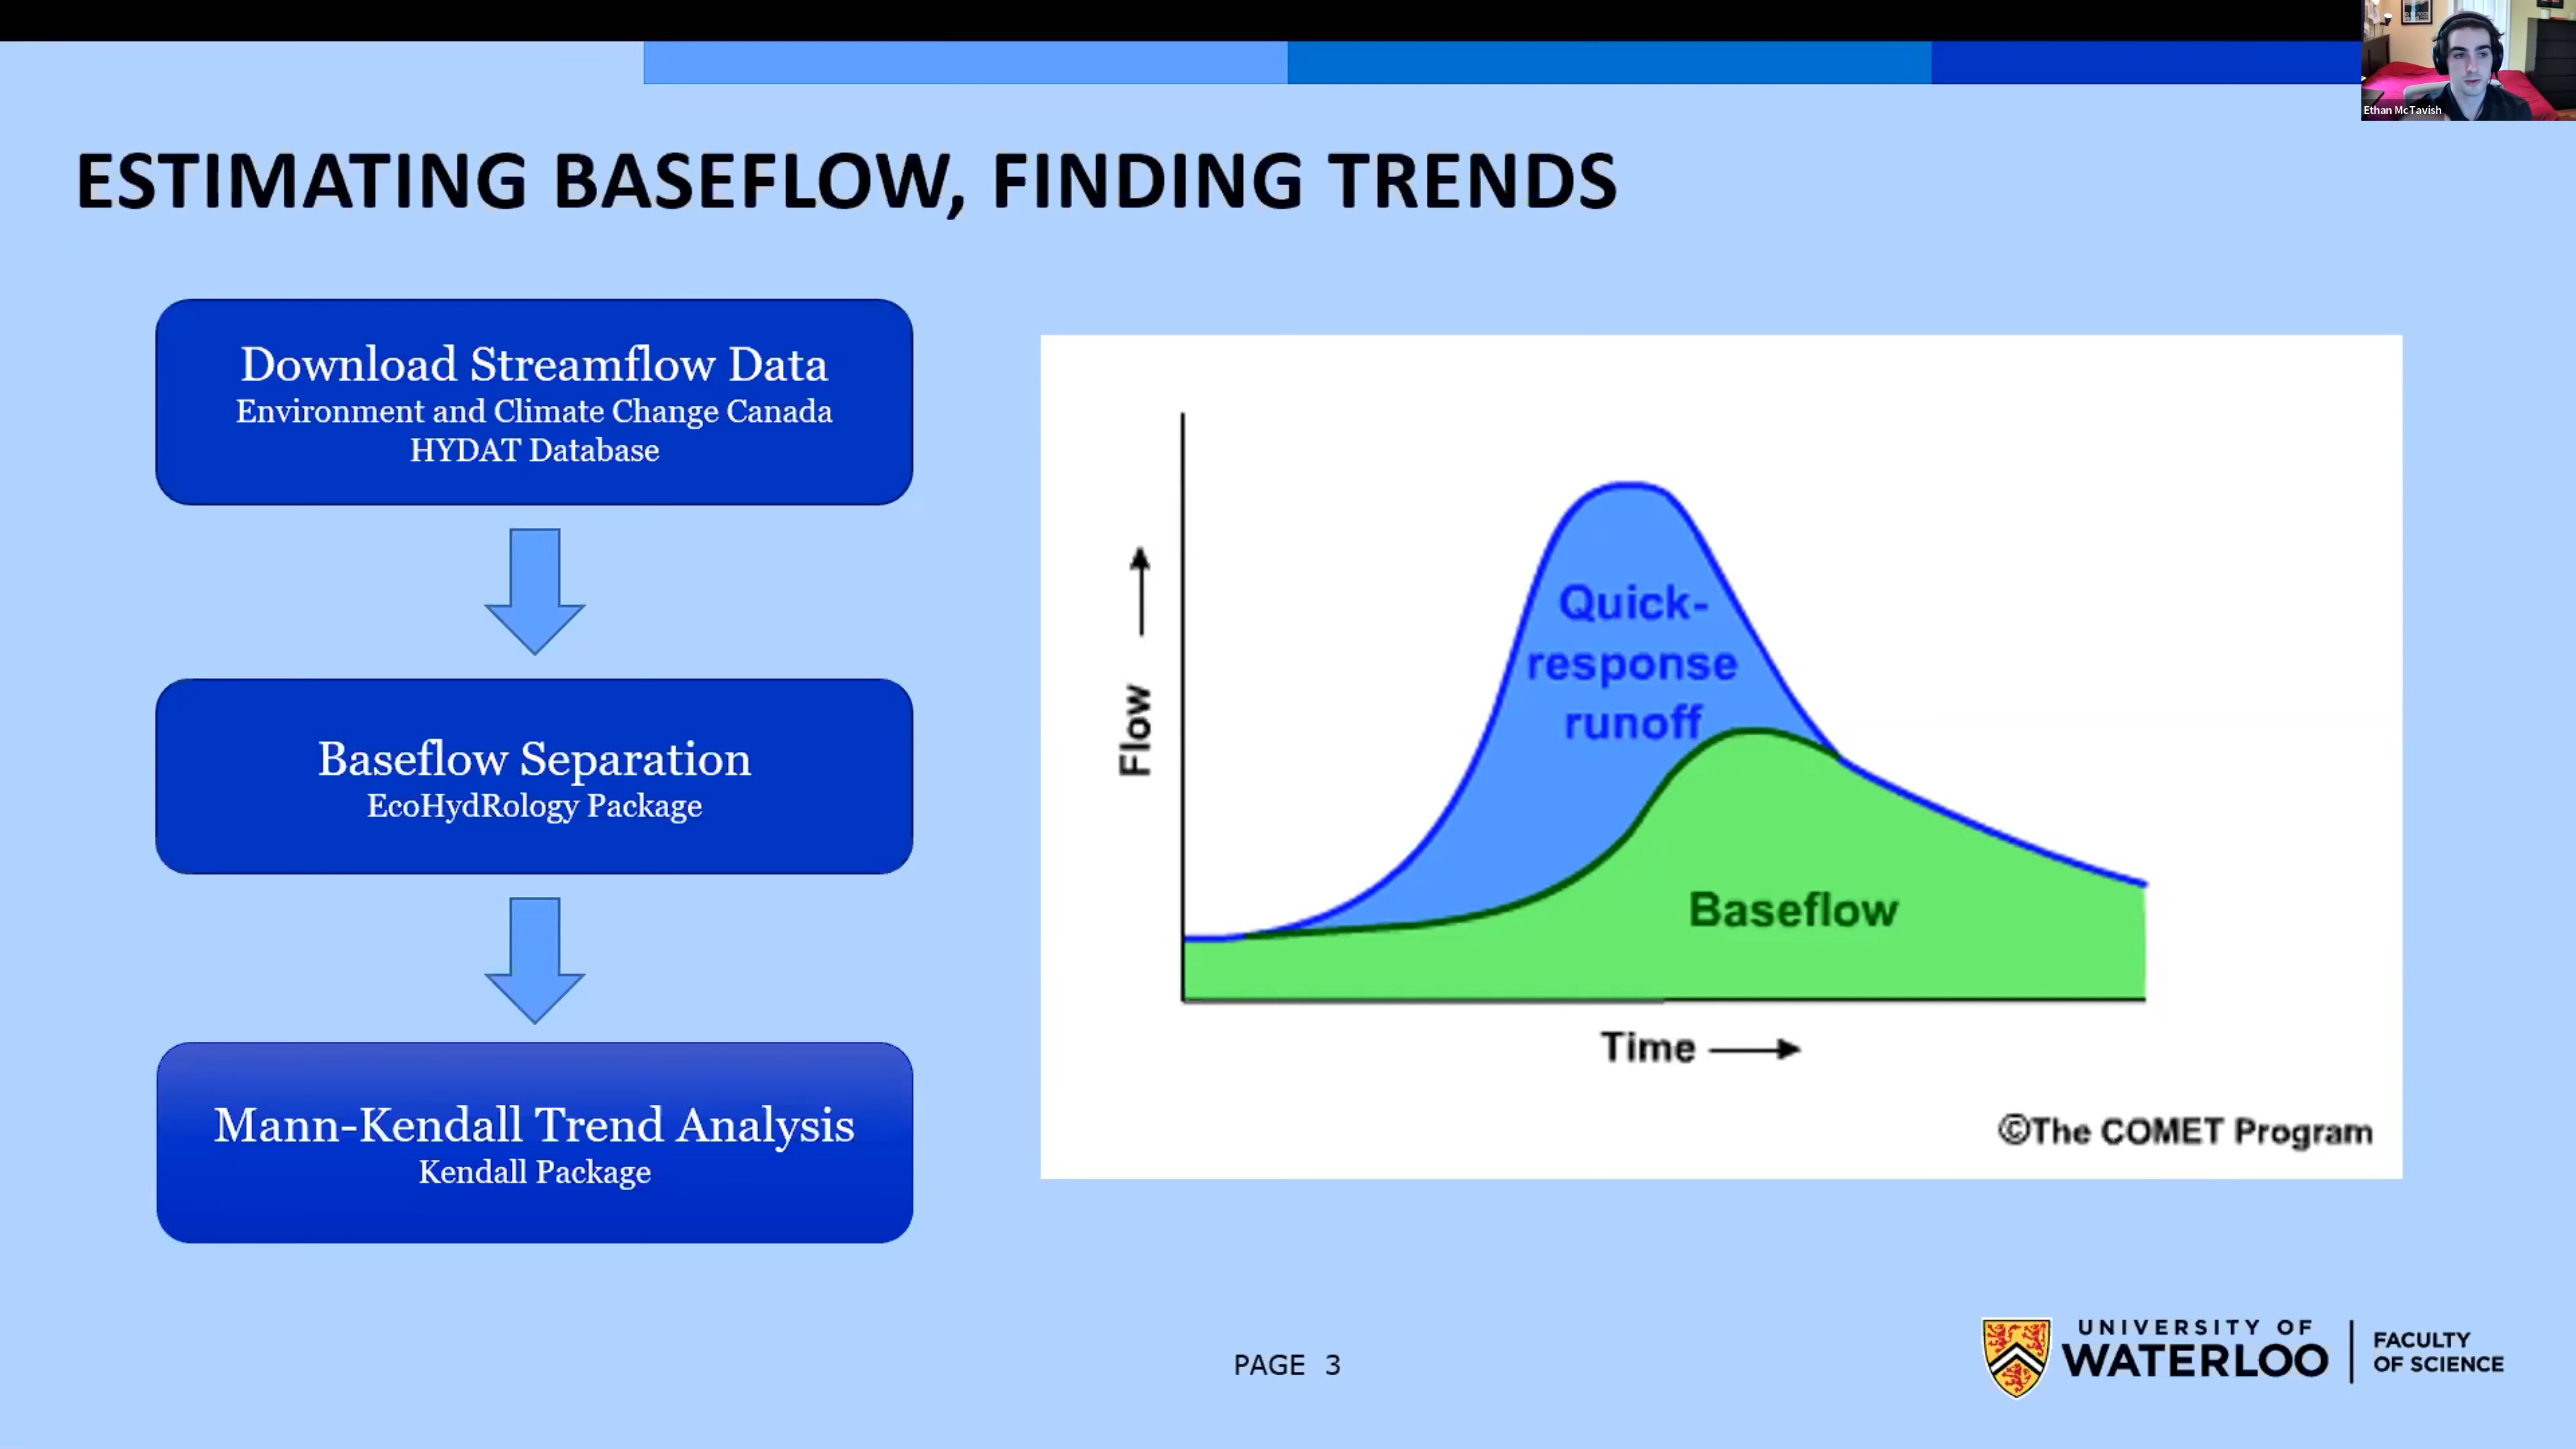 Ethan McTavish
ESTIMATING BASEFLOW, FINDING TRENDS
Download Streamflow Data
Environment and Climate Change Canada
HYDAT Database
Baseflow Separation
EcoHydRology Package
Mann-Kendall Trend Analysis
Kendall Package
Flow
Quick-
response
runoff
Baseflow
Time
©The COMET Program
PAGE 3
UNIVERSITY OF
WATERLOO
FACULTY
OF SCIENCE